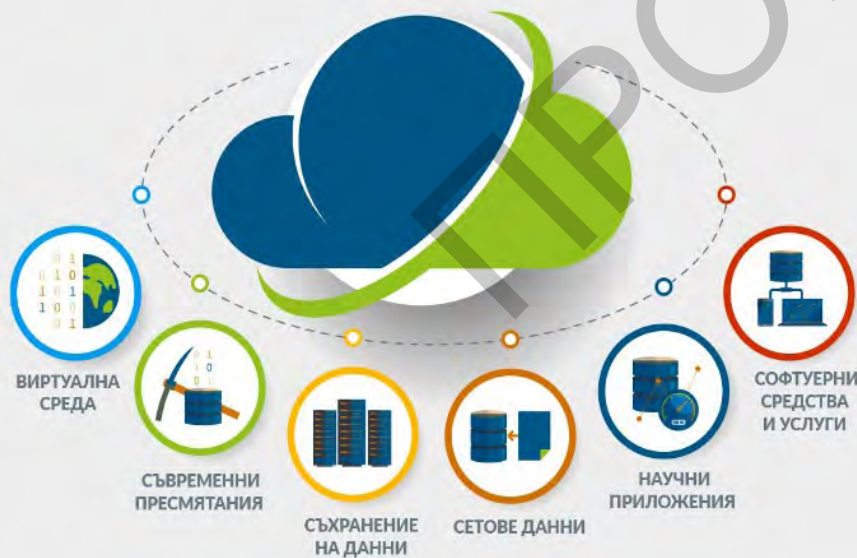 ВИРТУАЛНА
СРЕДА
СЪВРЕМЕННИ
ПРЕСМЯТАНИЯ
СЪХРАНЕНИЕ
НА ДАННИ
СЕТОВЕ ДАННИ
НАУЧНИ
ПРИЛОЖЕНИЯ
СОФТУЕРНИ
СРЕДСТВА
И УСЛУГИ